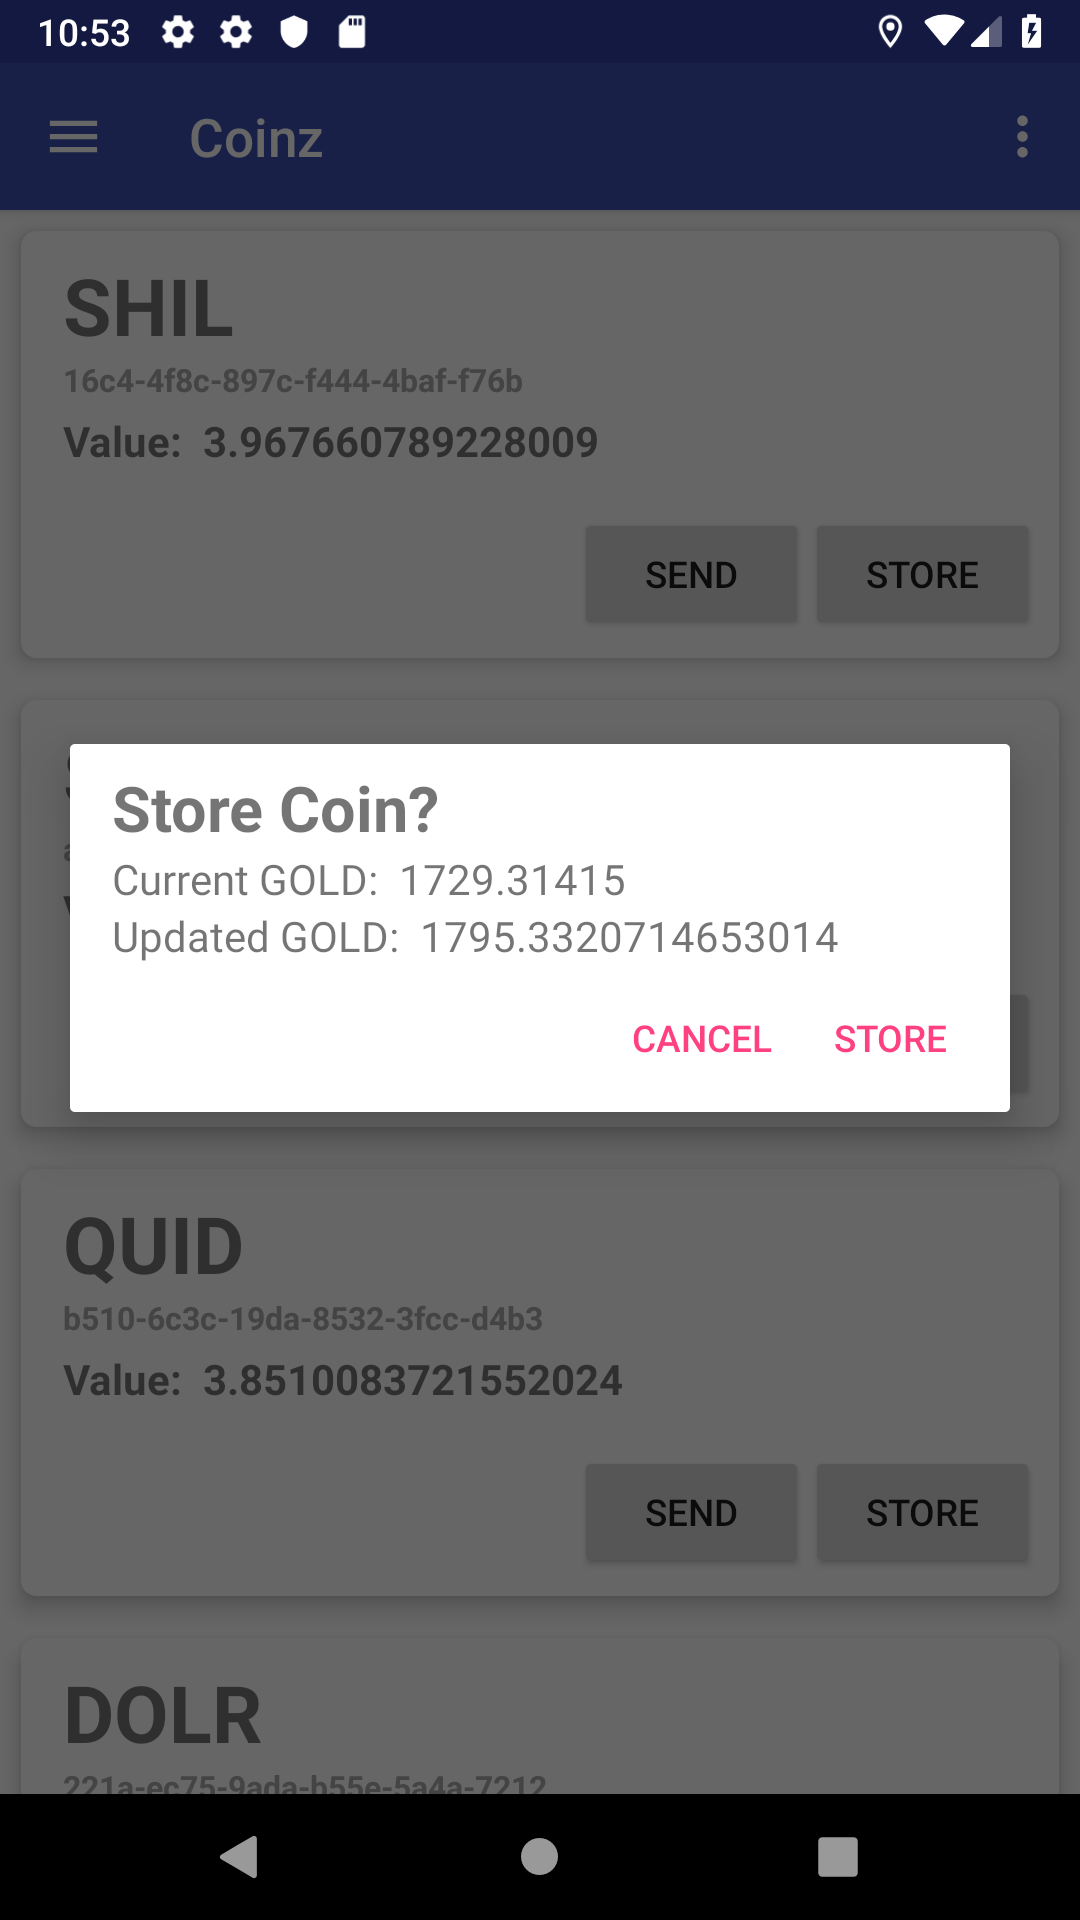 10:53
Coinz
SHIL
16c4-4f8c-897c-f444-4baf-f76b
Value: 3.967660789228009
SEND STORE
Store Coin?
Current GOLD: 1729.31415
Updated GOLD: 1795.3320714653014
CANCEL STORE
QUID
b510-6c3c-19da-8532-3fcc-d4b3
Value: 3.8510083721552024
SEND STORE
DOLR
221a-ec75-9ada-b55e-5a4a-7212